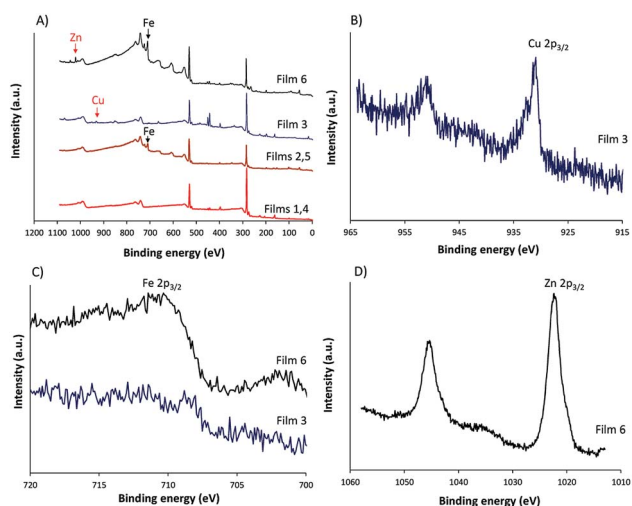 A)
Zn
Fe
Film 6
Cu
Film 3
Fe
Films 2,5
Films 1,4
Intensity (a.u.)
1200 1100 1000 900 800 700 600 500 400 300 200 100 0
Binding energy (eV)
B)
Cu 2p3/2
Film 3
Intensity (a.u.)
965 955 945 935 925 915
Binding energy (eV)
C)
Fe 2p3/2
Film 6
Film 3
Intensity (a.u.)
720 715 710 705 700
Binding energy (eV)
D)
Zn 2p3/2
Film 6
Intensity (a.u.)
1060 1050 1040 1030 1020 1010
Binding energy (eV)